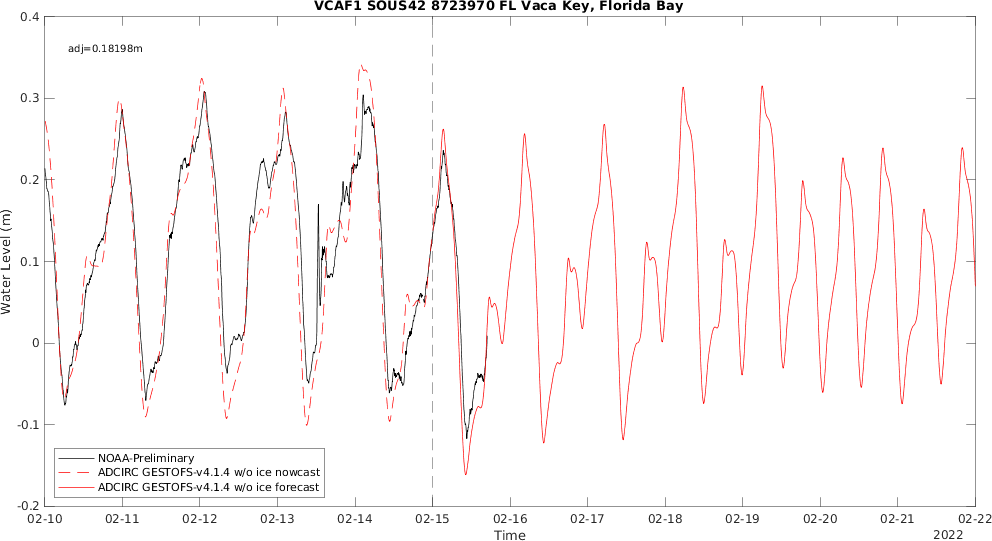 VCAF1 SOUS42 8723970 FL Vaca Key, Florida Bay
0.4
adj=0.18198m
0.3
0.2
0.1
0
-0.1
-0.2
Water Level (m)
NOAA-Preliminary
ADCIRC GESTOFS-v4.1.4 w/o ice nowcast
ADCIRC GESTOFS-v4.1.4 w/o ice forecast
02-10 02-11 02-12 02-13 02-14 02-15 02-16 02-17 02-18 02-19 02-20 02-21 02-22
Time
2022